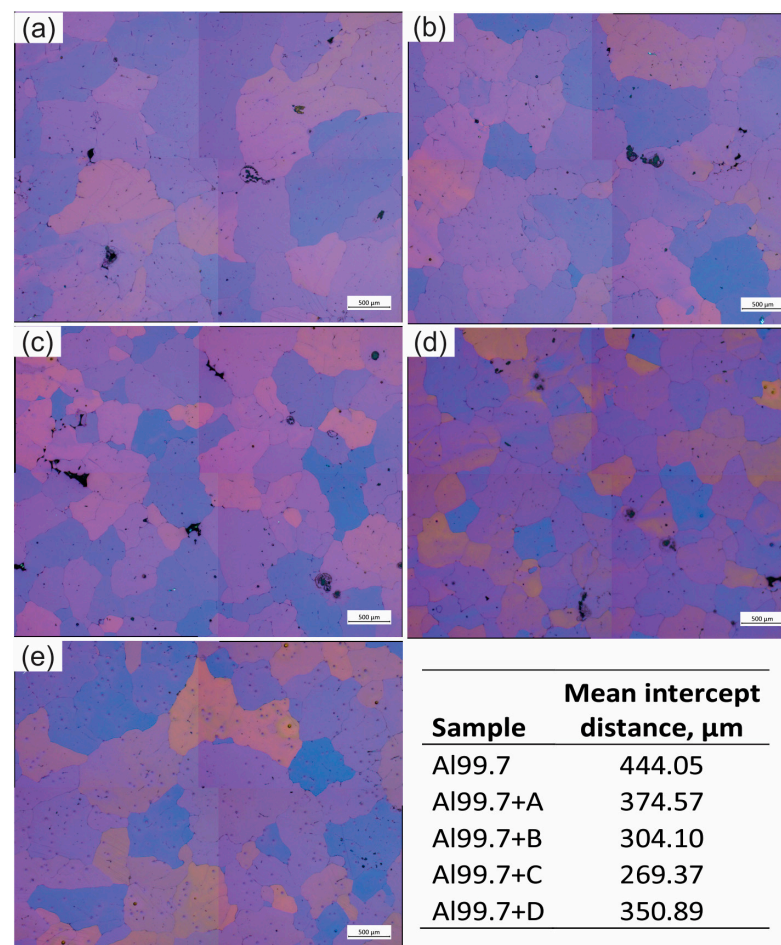 (a)
(b)
500 µm
500 µm
(c)
(d)
500 µm
500 µm
(e)
500 µm
Mean intercept
Sample distance, µm
Al99.7 444.05
Al99.7+A 374.57
Al99.7+B 304.10
Al99.7+C 269.37
Al99.7+D 350.89